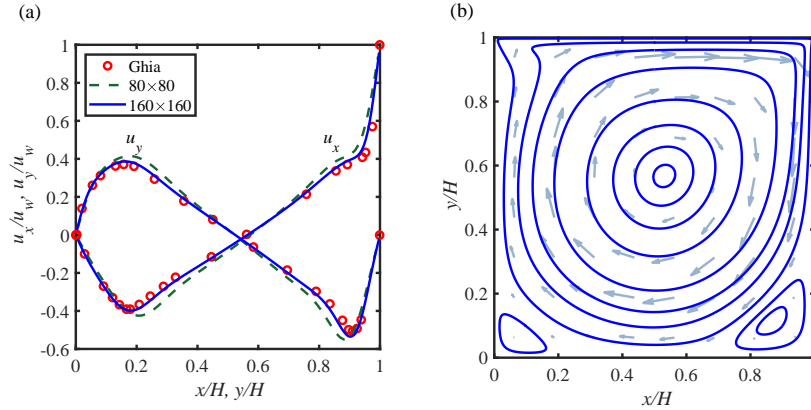 (a)
1
0.8
0.6
0.4
0.2
0
-0.2
-0.4
-0.6
u_x/u_w, u_y/u_w
Ghia
80×80
160×160
u_y
u_x
0 0.2 0.4 0.6 0.8 1
x/H, y/H
(b)
1
0.8
0.6
0.4
0.2
0
y/H
0 0.2 0.4 0.6 0.8 1
x/H